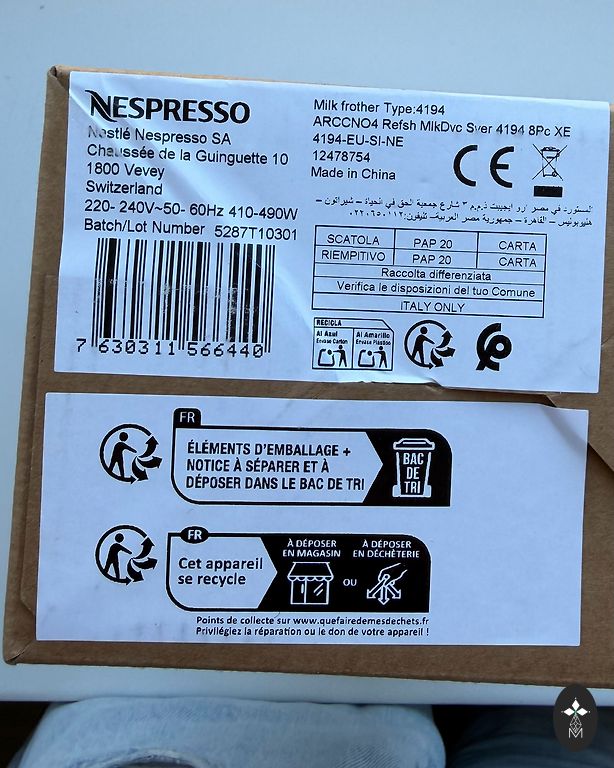 NESPRESSO
Nestlé Nespresso SA
Chaussée de la Guinguette 10
1800 Vevey
Switzerland
220- 240V~50- 60Hz 410-490W
Batch/Lot Number 5287T10301
7 630311 566440
Milk frother Type:4194
ARCCNO4 Refsh MlkDvc Sver 4194 8Pc XE
4194-EU-SI-NE
12478754
Made in China
CE
SCATOLA PAP 20 CARTA
RIEMPITIVO PAP 20 CARTA
Raccolta differenziata
Verifica le disposizioni del tuo Comune
ITALY ONLY
RECICLA
Al Azul Al Amarillo
Envase Cartón Envase Plástico
FR
ÉLÉMENTS D'EMBALLAGE +
NOTICE À SÉPARER ET À
DÉPOSER DANS LE BAC DE TRI
BAC
DE
TRI
FR
Cet appareil
se recycle
À DÉPOSER
EN MAGASIN
OU
À DÉPOSER
EN DÉCHÈTERIE
Points de collecte sur www.quefairedemesdechets.fr
Privilégiez la réparation ou le don de votre appareil !
M